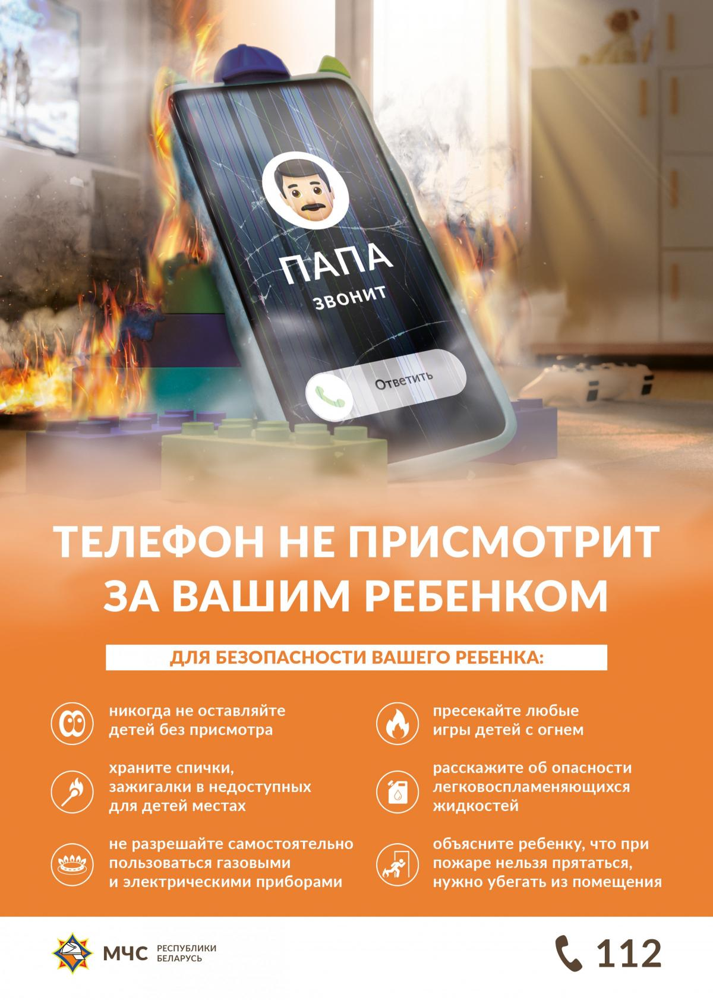 ПАПА
звонит
Ответить
ТЕЛЕФОН НЕ ПРИСМОТРИТ
ЗА ВАШИМ РЕБЕНКОМ
ДЛЯ БЕЗОПАСНОСТИ ВАШЕГО РЕБЕНКА:
никогда не оставляйте
детей без присмотра
храните спички,
зажигалки в недоступных
для детей местах
не разрешайте самостоятельно
пользоваться газовыми
и электрическими приборами
пресекайте любые
игры детей с огнем
расскажите об опасности
легковоспламеняющихся
жидкостей
объясните ребенку, что при
пожаре нельзя прятаться,
нужно убегать из помещения
МЧС
РЕСПУБЛИКИ
БЕЛАРУСЬ
112